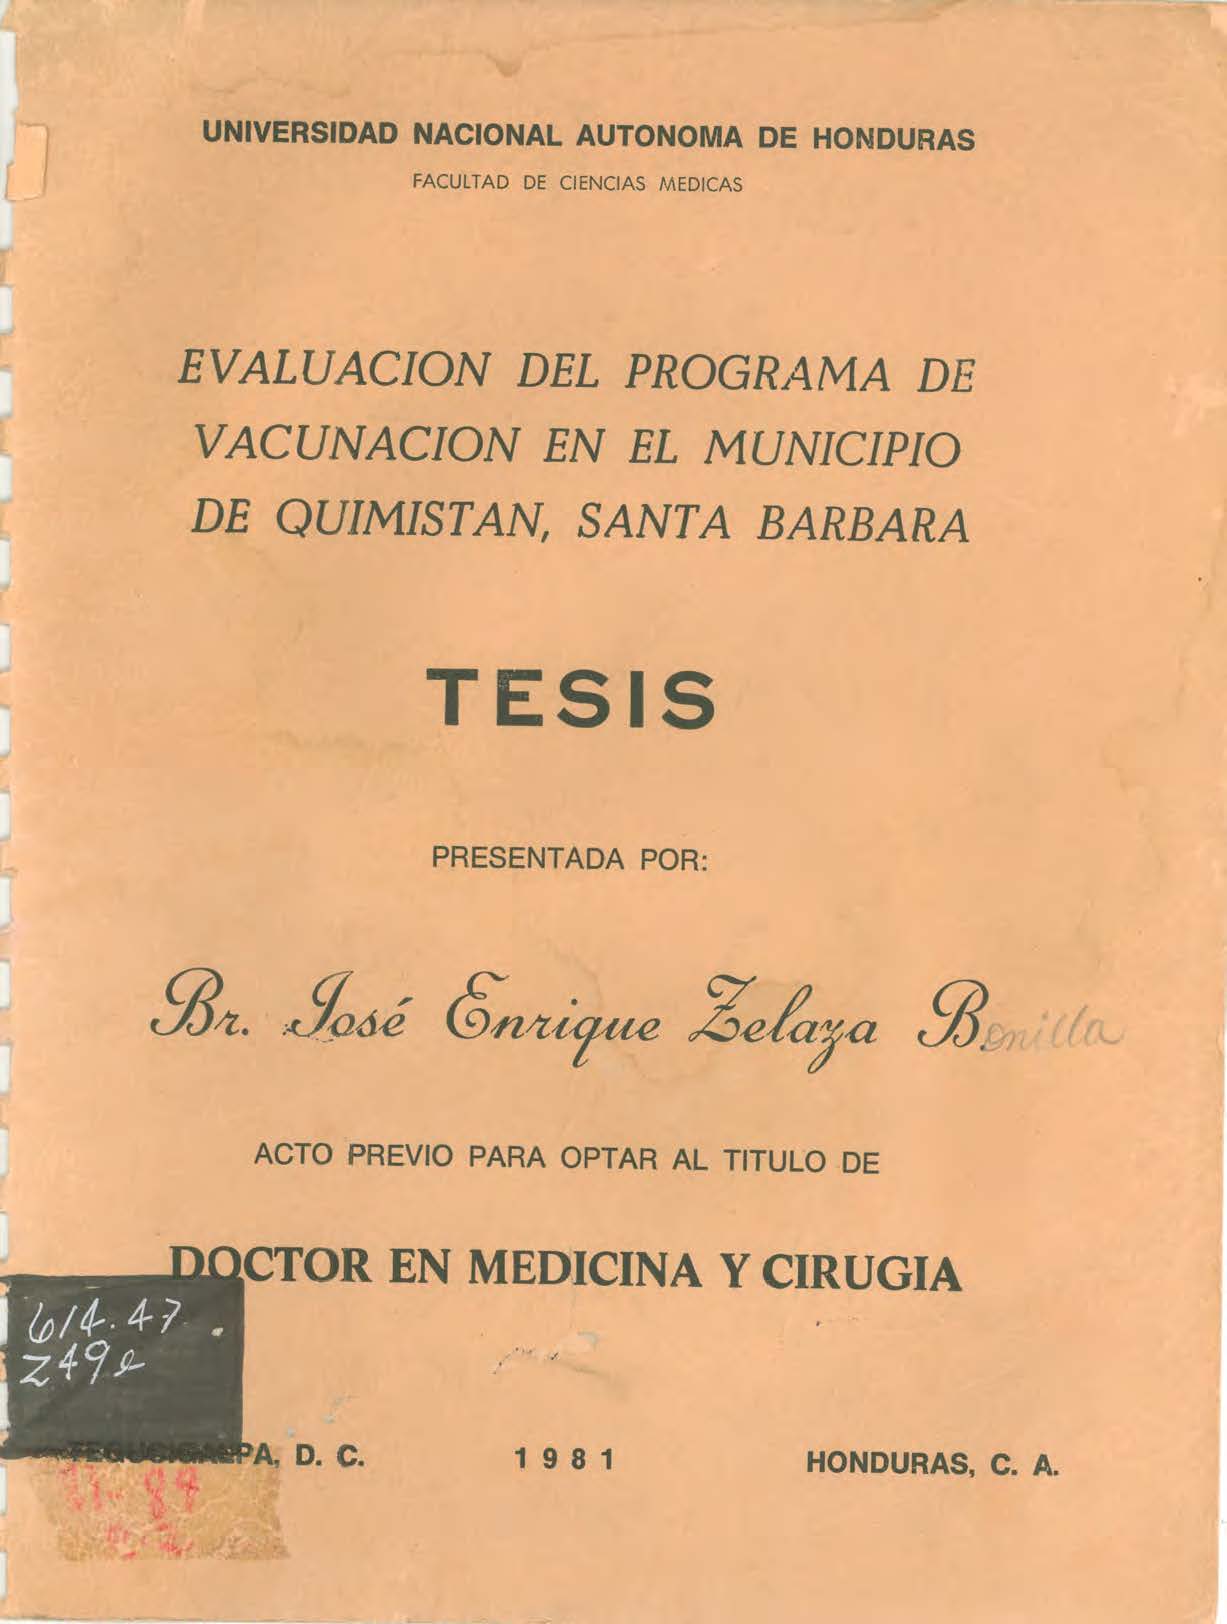 UNIVERSIDAD NACIONAL AUTONOMA DE HONDURAS
FACULTAD DE CIENCIAS MEDICAS
EVALUACION DEL PROGRAMA DE
VACUNACION EN EL MUNICIPIO
DE QUIMISTAN, SANTA BARBARA
TESIS
PRESENTADA POR:
Br. José Enrique Zelaya Bonilla
ACTO PREVIO PARA OPTAR AL TITULO DE
DOCTOR EN MEDICINA Y CIRUGIA
614.47
Z49e
TEGUCIGALPA, D. C. 1981 HONDURAS, C. A.